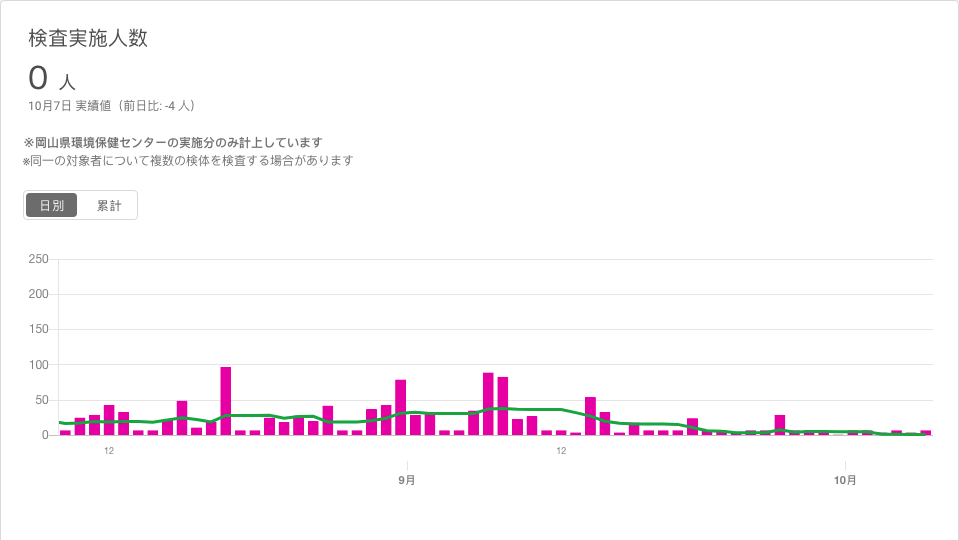 検査実施人数
0 人
10月7日 実績値（前日比: -4 人）
※岡山県環境保健センターの実施分のみ計上しています
※同一の対象者について複数の検体を検査する場合があります
日別 累計
250
200
150
100
50
0
12 12
9月 10月